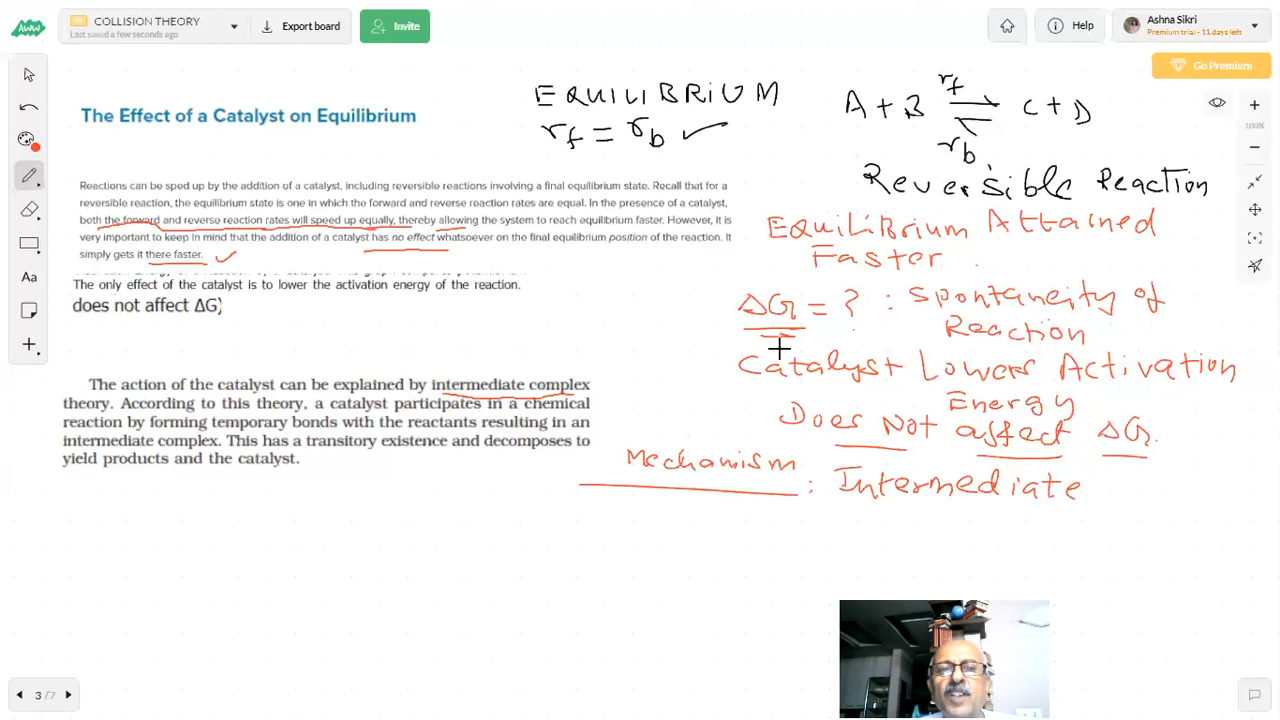 AWW
COLLISION THEORY
Last saved a few seconds ago
Export board
Invite
Help
Ashna Sikri
Premium trial - 11 days left
Go Premium
The Effect of a Catalyst on Equilibrium
EQUILIBRIUM
rf = rb ✓
A + B rf ⇌ rb C + D
Reversible Reaction
Reactions can be sped up by the addition of a catalyst, including reversible reactions involving a final equilibrium state. Recall that for a
reversible reaction, the equilibrium state is one in which the forward and reverse reaction rates are equal. In the presence of a catalyst,
both the forward and reverse reaction rates will speed up equally, thereby allowing the system to reach equilibrium faster. However, it is
very important to keep in mind that the addition of a catalyst has no effect whatsoever on the final equilibrium position of the reaction. It
simply gets it there faster. ✓
The only effect of the catalyst is to lower the activation energy of the reaction.
does not affect ΔG)
Equilibrium Attained
Faster
ΔG = ? : Spontaneity of
Reaction
Catalyst Lowers Activation
Energy
Does Not affect ΔG.
The action of the catalyst can be explained by intermediate complex
theory. According to this theory, a catalyst participates in a chemical
reaction by forming temporary bonds with the reactants resulting in an
intermediate complex. This has a transitory existence and decomposes to
yield products and the catalyst.
Mechanism : Intermediate
Aa
3 /7